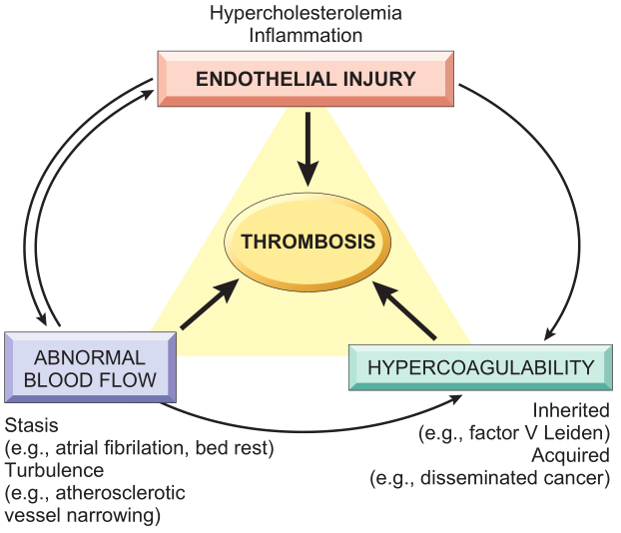 Hypercholesterolemia
Inflammation
ENDOTHELIAL INJURY
THROMBOSIS
ABNORMAL
BLOOD FLOW
HYPERCOAGULABILITY
Stasis
(e.g., atrial fibrilation, bed rest)
Turbulence
(e.g., atherosclerotic
vessel narrowing)
Inherited
(e.g., factor V Leiden)
Acquired
(e.g., disseminated cancer)